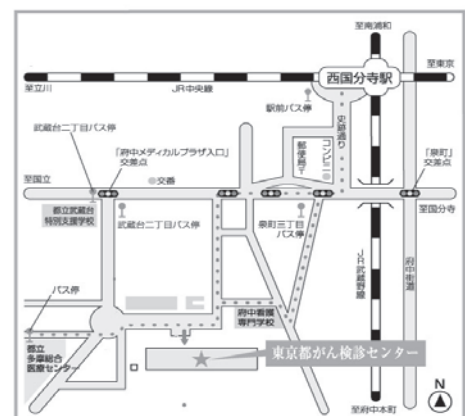 至南浦和
至東京
西国分寺駅
至立川
JR中央線
駅前バス停
史跡通り
武蔵台二丁目バス停
「府中メディカルプラザ入口」
交差点
郵便局〒
コンビニ◎
「泉町」
交差点
◎交番
至国立
至国分寺
都立武蔵台
特別支援学校
武蔵台二丁目バス停
泉町三丁目
バス停
JR武蔵野線
府中街道
バス停
府中看護
専門学校
都立
多摩総合
医療センター
東京都がん検診センター
N
至府中本町